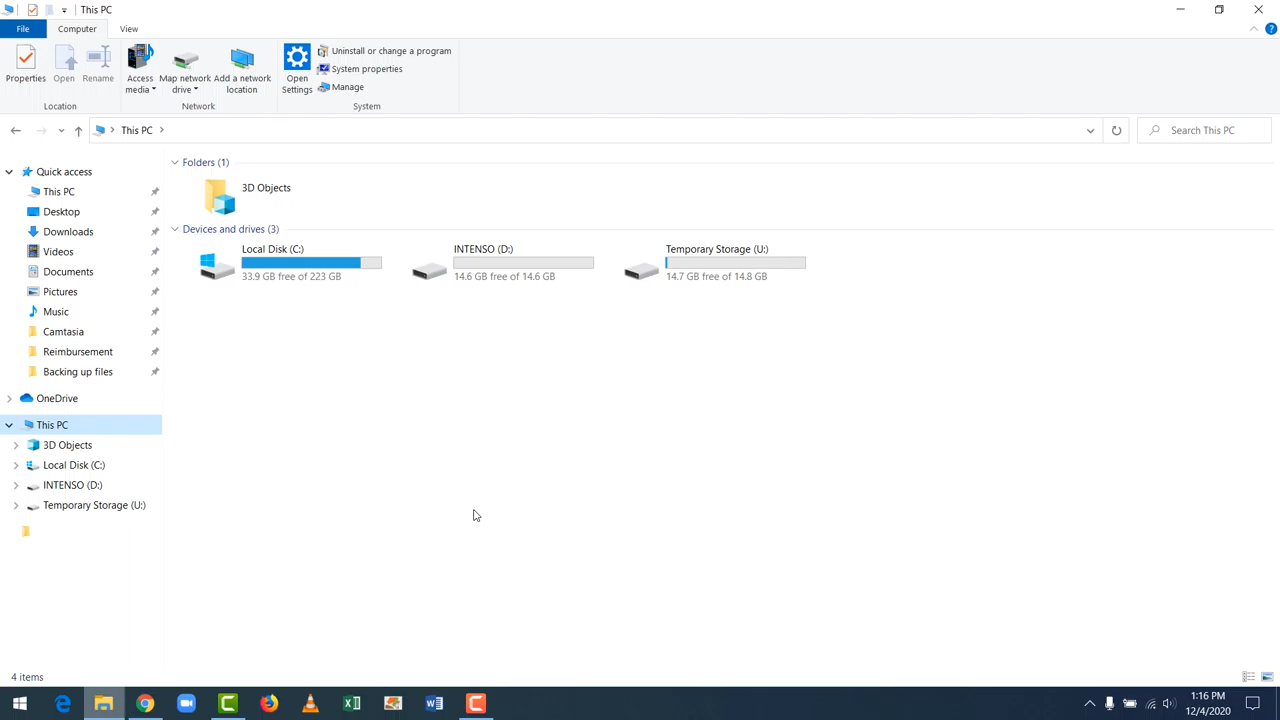 This PC
File
Computer
View
Properties
Open
Rename
Access media
Map network drive
Add a network location
Open Settings
Uninstall or change a program
System properties
Manage
Location
Network
System
This PC
Search This PC
Quick access
This PC
Desktop
Downloads
Videos
Documents
Pictures
Music
Camtasia
Reimbursement
Backing up files
OneDrive
This PC
3D Objects
Local Disk (C:)
INTENSO (D:)
Temporary Storage (U:)
Folders (1)
3D Objects
Devices and drives (3)
Local Disk (C:)
33.9 GB free of 223 GB
INTENSO (D:)
14.6 GB free of 14.6 GB
Temporary Storage (U:)
14.7 GB free of 14.8 GB
4 items
1:16 PM
12/4/2020